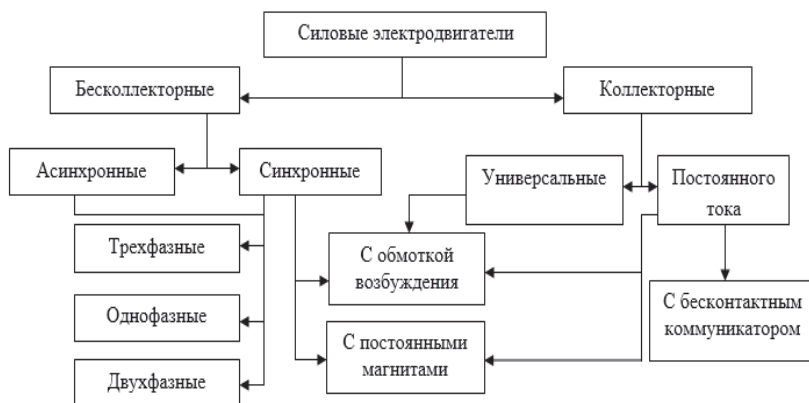 Силовые электродвигатели
Бесколлекторные
Коллекторные
Асинхронные
Синхронные
Универсальные
Постоянного
тока
Трехфазные
С обмоткой
возбуждения
Однофазные
С бесконтактным
коммуникатором
С постоянными
магнитами
Двухфазные